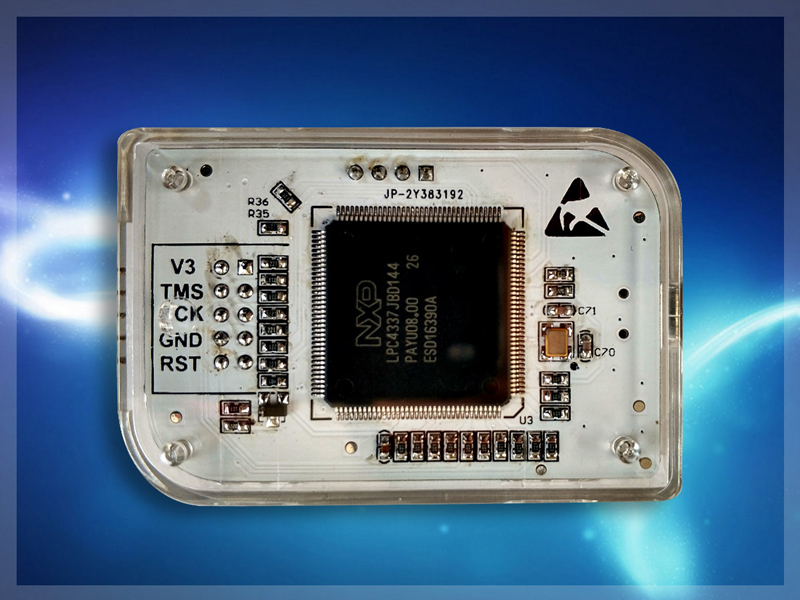 JP-2Y383192
R36
R35
V3
TMS
CK
GND
RST
NXP
LPC4337JBD144
PAYU08.00 26
ESD16390A
C71
C70
U3